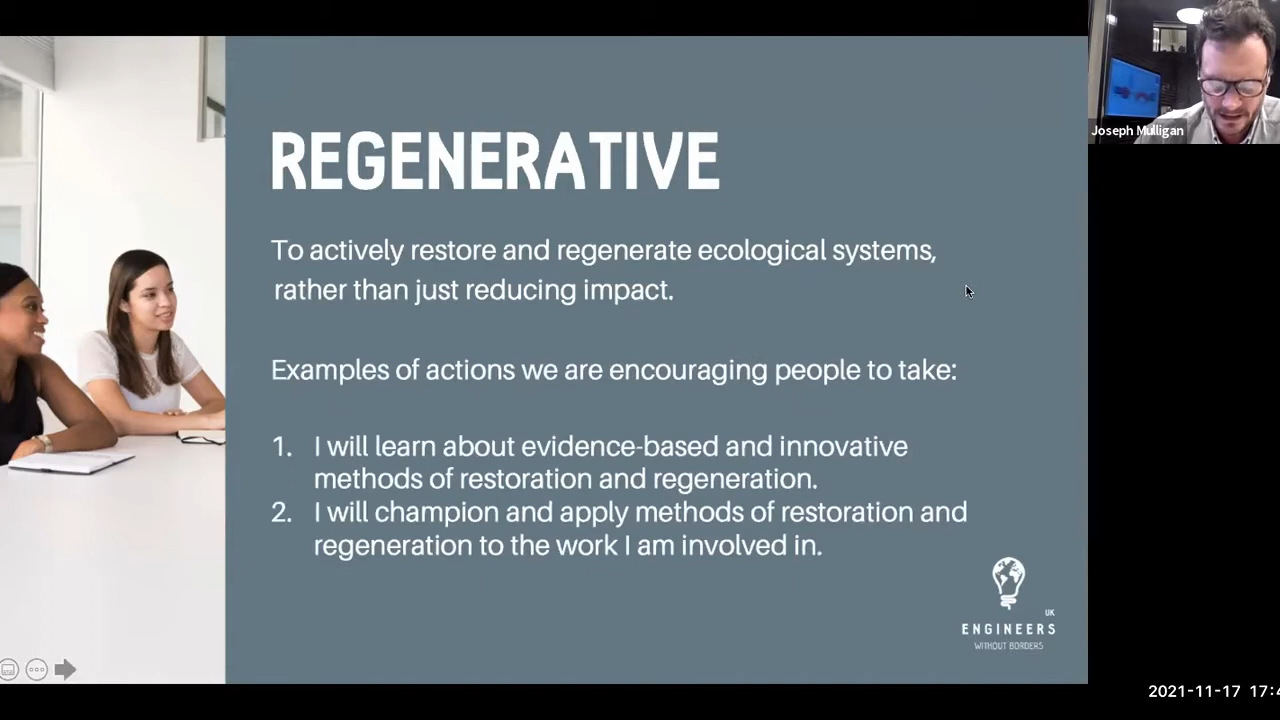 REGENERATIVE
To actively restore and regenerate ecological systems,
rather than just reducing impact.
Examples of actions we are encouraging people to take:
1. I will learn about evidence-based and innovative
methods of restoration and regeneration.
2. I will champion and apply methods of restoration and
regeneration to the work I am involved in.
UK
ENGINEERS
WITHOUT BORDERS
Joseph Mulligan
2021-11-17 17:4